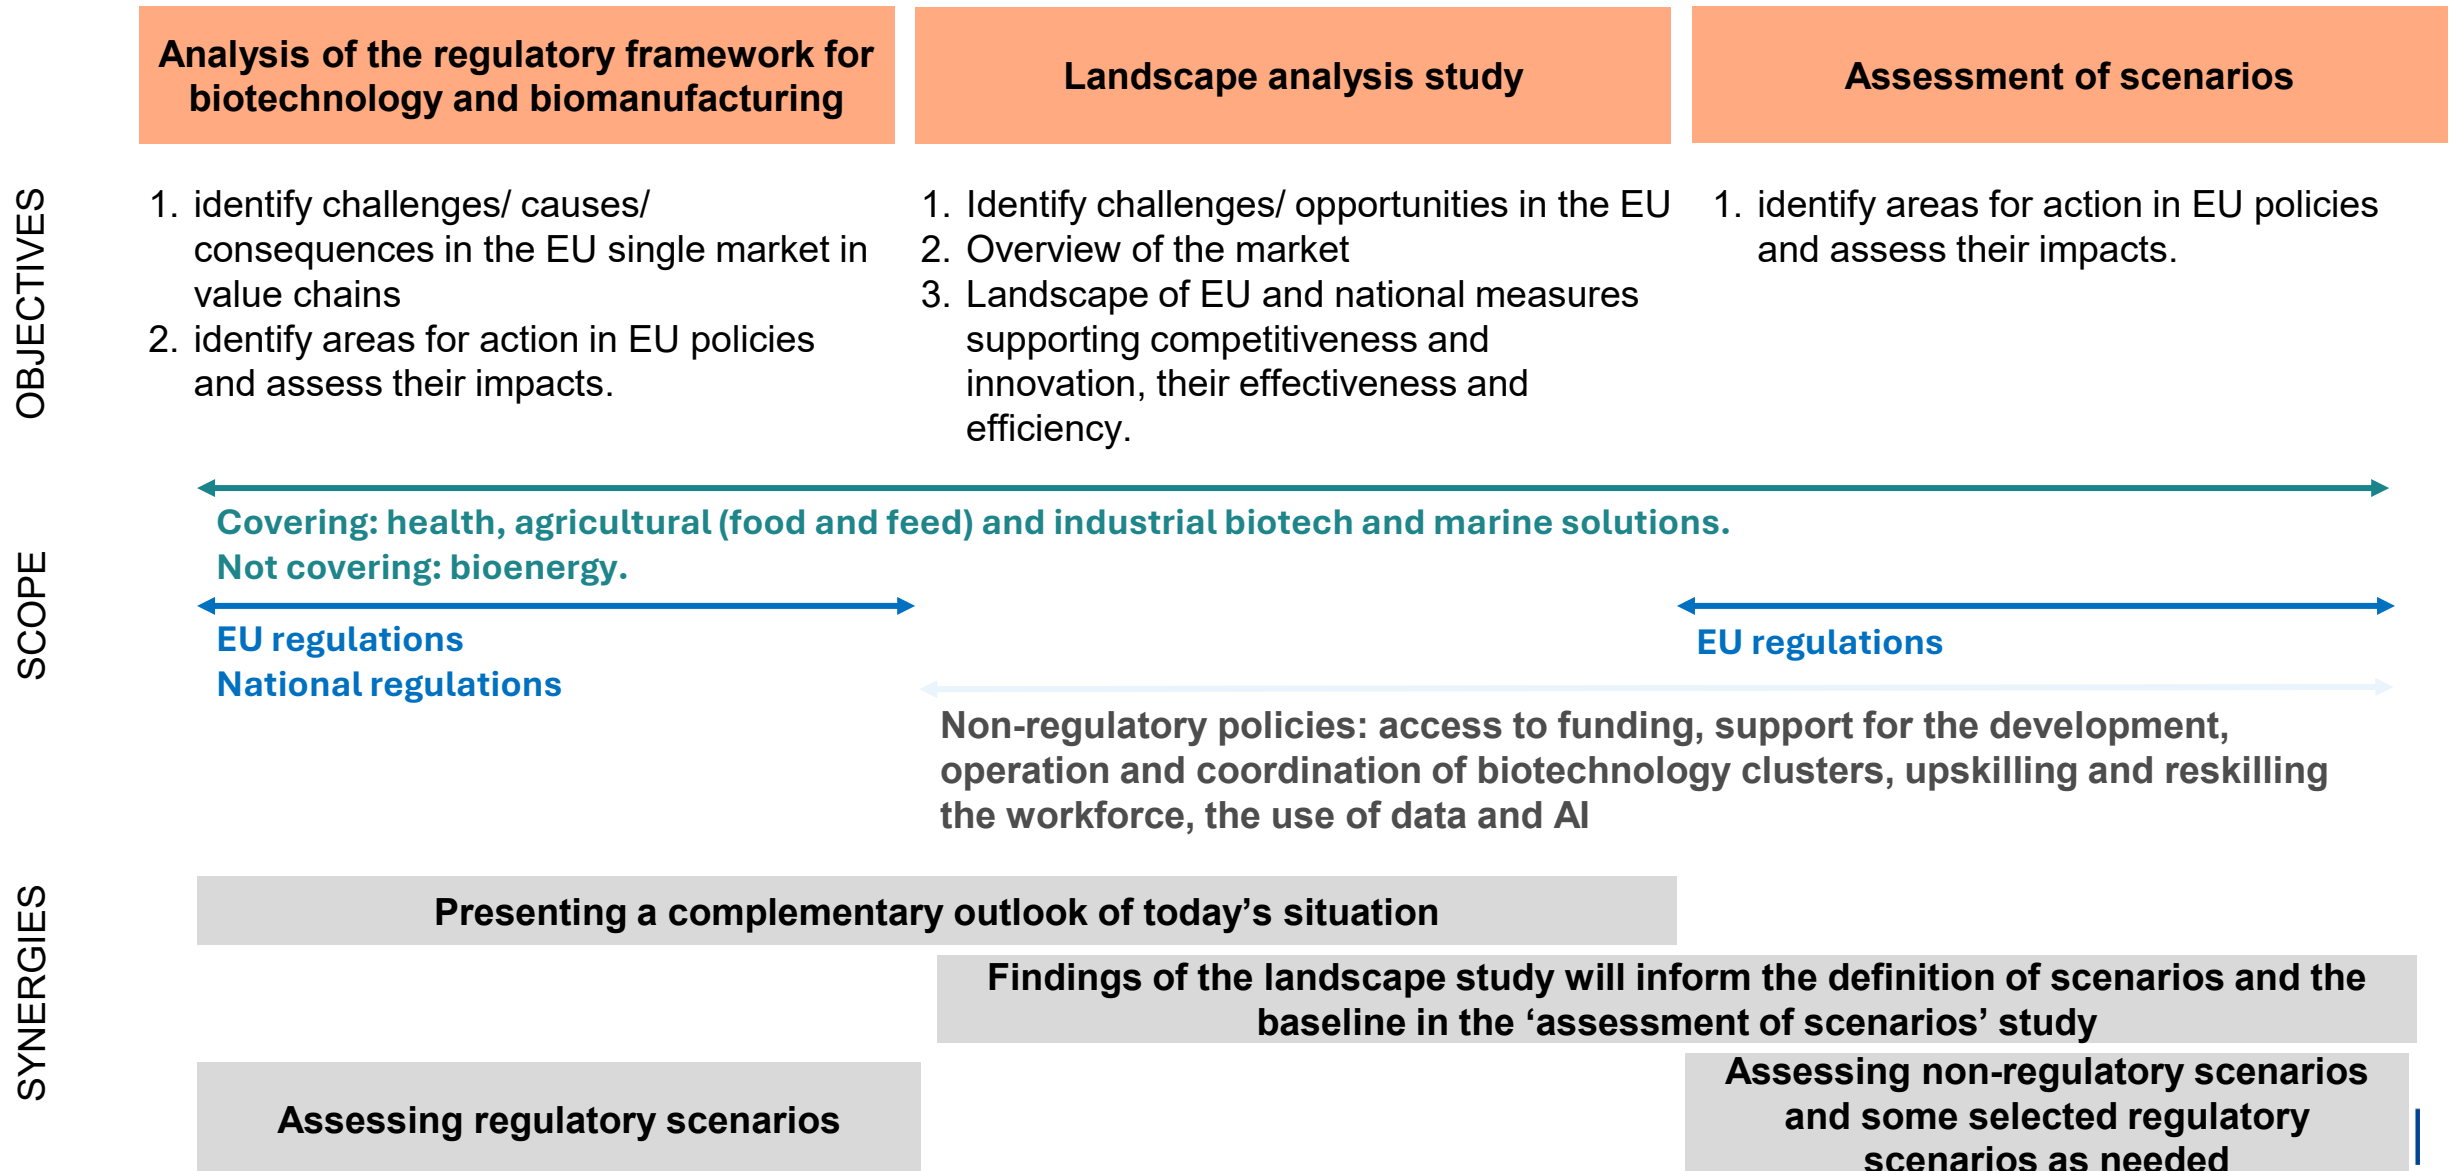 Analysis of the regulatory framework for
biotechnology and biomanufacturing
Landscape analysis study
Assessment of scenarios
OBJECTIVES
1. identify challenges/ causes/
consequences in the EU single market in
value chains
2. identify areas for action in EU policies
and assess their impacts.
1. Identify challenges/ opportunities in the EU
2. Overview of the market
3. Landscape of EU and national measures
supporting competitiveness and
innovation, their effectiveness and
efficiency.
1. identify areas for action in EU policies
and assess their impacts.
SCOPE
Covering: health, agricultural (food and feed) and industrial biotech and marine solutions.
Not covering: bioenergy.
EU regulations
National regulations
EU regulations
Non-regulatory policies: access to funding, support for the development,
operation and coordination of biotechnology clusters, upskilling and reskilling
the workforce, the use of data and AI
SYNERGIES
Presenting a complementary outlook of today’s situation
Findings of the landscape study will inform the definition of scenarios and the
baseline in the ‘assessment of scenarios’ study
Assessing regulatory scenarios
Assessing non-regulatory scenarios
and some selected regulatory
scenarios as needed